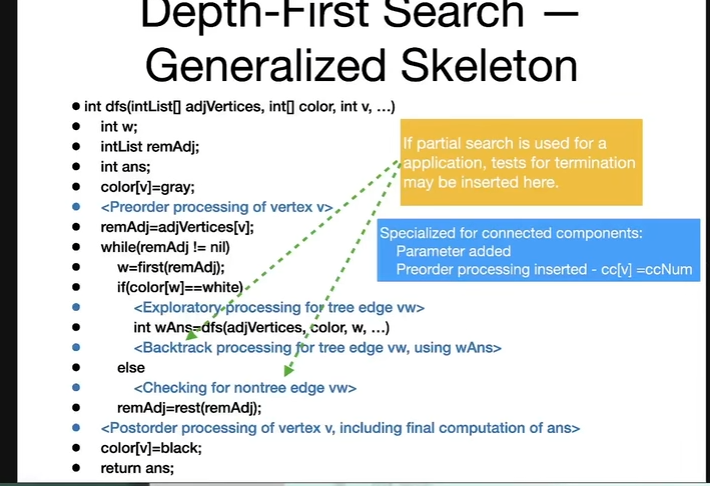 Depth-First Search —
Generalized Skeleton
● int dfs(intList[] adjVertices, int[] color, int v, ...)
● int w;
● intList remAdj;
● int ans;
● color[v]=gray;
● <Preorder processing of vertex v>
● remAdj=adjVertices[v];
● while(remAdj != nil)
● w=first(remAdj);
● if(color[w]==white)
● <Exploratory processing for tree edge vw>
● int wAns=dfs(adjVertices, color, w, ...)
● <Backtrack processing for tree edge vw, using wAns>
● else
● <Checking for nontree edge vw>
● remAdj=rest(remAdj);
● <Postorder processing of vertex v, including final computation of ans>
● color[v]=black;
● return ans;
If partial search is used for a
application, tests for termination
may be inserted here.
Specialized for connected components:
Parameter added
Preorder processing inserted - cc[v] =ccNum